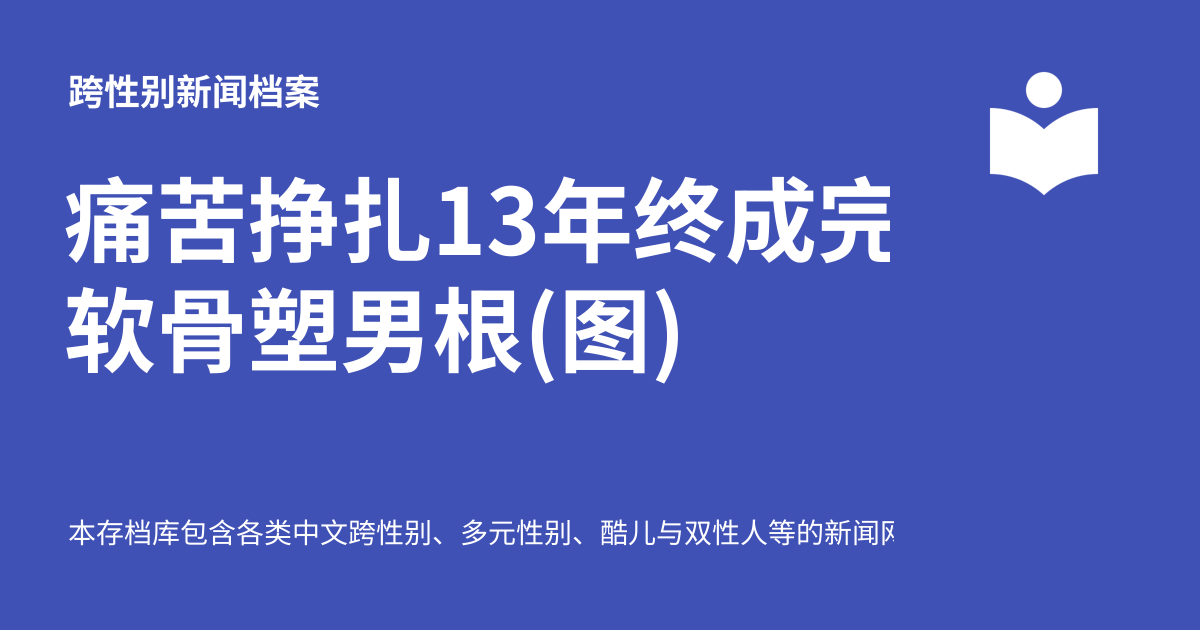 跨性别新闻档案
痛苦挣扎13年终成完
软骨塑男根(图)
本存档库包含各类中文跨性别、多元性别、酷儿与双性人等的新闻